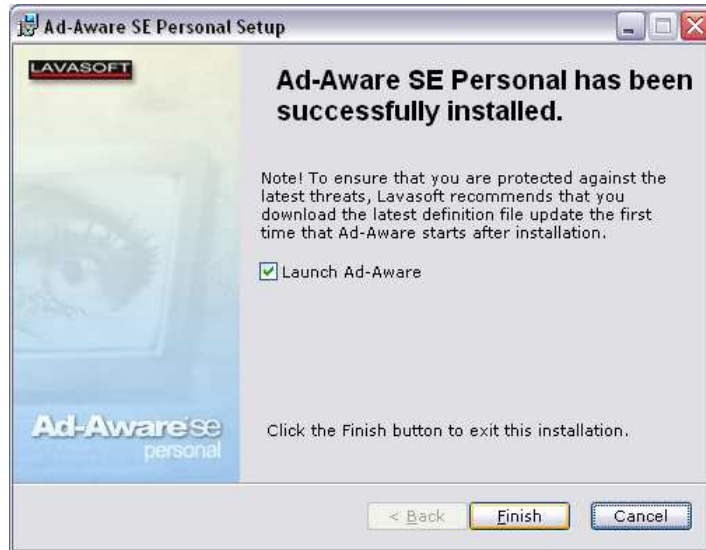 Ad-Aware SE Personal Setup
LAVASOFT
Ad-Aware SE Personal has been
successfully installed.
Note! To ensure that you are protected against the
latest threats, Lavasoft recommends that you
download the latest definition file update the first
time that Ad-Aware starts after installation.
Launch Ad-Aware
Ad-Aware se
personal
Click the Finish button to exit this installation.
< Back
Finish
Cancel